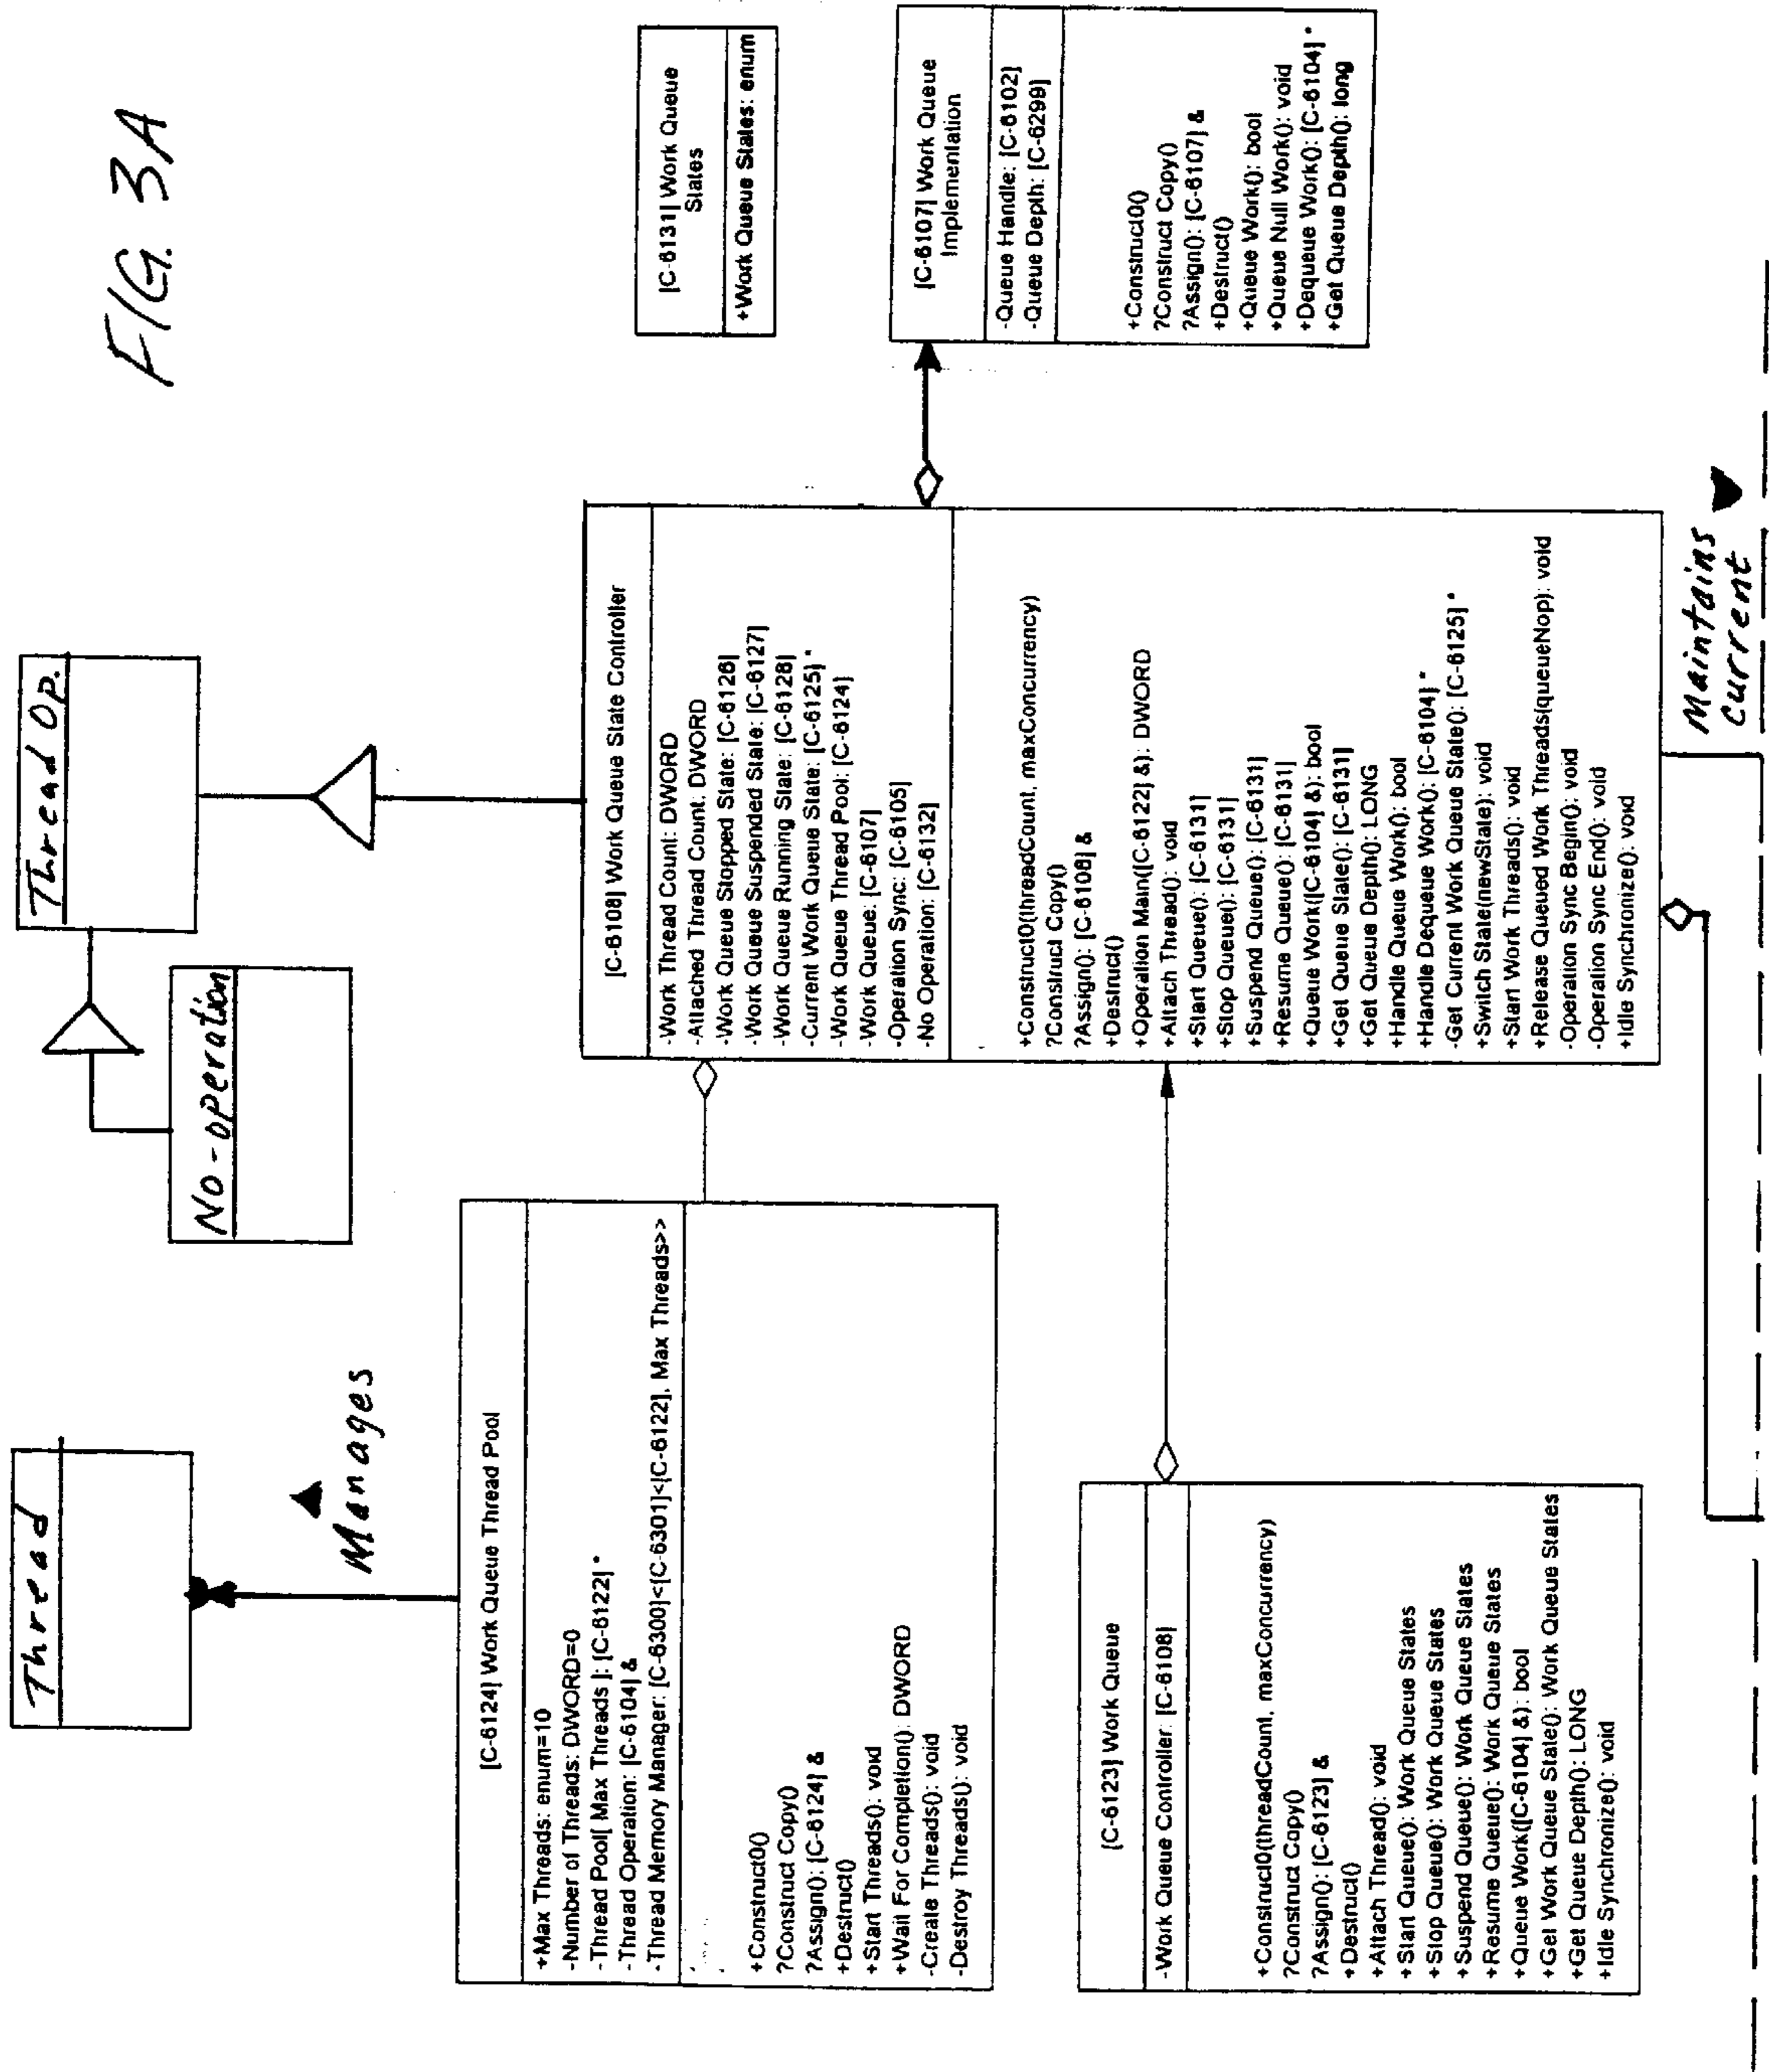 FIG. 3A
Thread
Manages
No-operation
Thread Op.
[C-6124] Work Queue Thread Pool
+Max Threads: enum=10
-Number of Threads: DWORD=0
-Thread Pool[ Max Threads ]: [C-6122] *
-Thread Operation: [C-6104] &
-Thread Memory Manager: [C-6300]<[C-6301]<[C-6122], Max Threads>>
+Construct0()
?Construct Copy()
?Assign(): [C-6124] &
+Destruct()
+Start Threads(): void
+Wait For Completion(): DWORD
-Create Threads(): void
-Destroy Threads(): void
[C-6108] Work Queue State Controller
-Work Thread Count: DWORD
-Attached Thread Count: DWORD
-Work Queue Stopped State: [C-6126]
-Work Queue Suspended State: [C-6127]
-Work Queue Running State: [C-6128]
-Current Work Queue State: [C-6125] *
-Work Queue Thread Pool: [C-6124]
-Work Queue: [C-6107]
-Operation Sync: [C-6105]
-No Operation: [C-6132]
+Construct0(threadCount, maxConcurrency)
?Construct Copy()
?Assign(): [C-6108] &
+Destruct()
+Operation Main([C-6122] &): DWORD
+Attach Thread(): void
+Start Queue(): [C-6131]
+Stop Queue(): [C-6131]
+Suspend Queue(): [C-6131]
+Resume Queue(): [C-6131]
+Queue Work([C-6104] &): bool
+Get Queue State(): [C-6131]
+Get Queue Depth(): LONG
+Handle Queue Work(): bool
+Handle Dequeue Work(): [C-6104] *
-Get Current Work Queue State(): [C-6125] *
+Switch State(newState): void
+Start Work Threads(): void
+Release Queued Work Threads(queueNop): void
-Operation Sync Begin(): void
-Operation Sync End(): void
+Idle Synchronize(): void
[C-6131] Work Queue
States
+Work Queue States: enum
[C-6107] Work Queue
Implementation
-Queue Handle: [C-6102]
-Queue Depth: [C-6299]
+Construct0()
?Construct Copy()
?Assign(): [C-6107] &
+Destruct()
+Queue Work(): bool
+Queue Null Work(): void
+Dequeue Work(): [C-6104] *
+Get Queue Depth(): long
[C-6123] Work Queue
-Work Queue Controller: [C-6108]
+Construct0(threadCount, maxConcurrency)
?Construct Copy()
?Assign(): [C-6123] &
+Destruct()
+Attach Thread(): void
+Start Queue(): Work Queue States
+Stop Queue(): Work Queue States
+Suspend Queue(): Work Queue States
+Resume Queue(): Work Queue States
+Queue Work([C-6104] &): bool
+Get Work Queue State(): Work Queue States
+Get Queue Depth(): LONG
+Idle Synchronize(): void
Maintains
Current